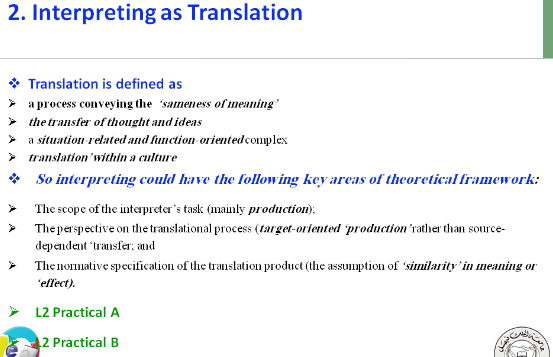 2. Interpreting as Translation
Translation is defined as
a process conveying the ‘sameness of meaning’
the transfer of thought and ideas
a situation-related and function-oriented complex
translation’ within a culture
So interpreting could have the following key areas of theoretical framework:
The scope of the interpreter’s task (mainly production);
The perspective on the translational process (target-oriented ‘production’ rather than source-
dependent ‘transfer; and
The normative specification of the translation product (the assumption of ‘similarity’ in meaning or
‘effect).
L2 Practical A
L2 Practical B